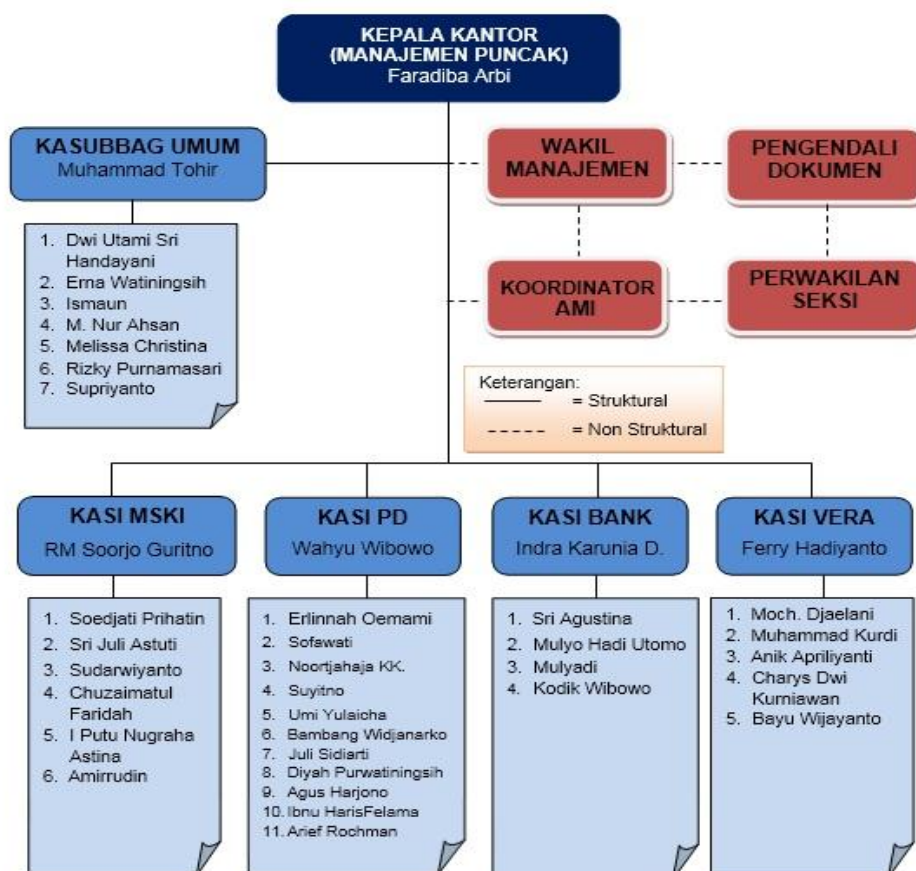 KEPALA KANTOR
(MANAJEMEN PUNCAK)
Faradiba Arbi
KASUBBAG UMUM
Muhammad Tohir
1. Dwi Utami Sri
Handayani
2. Erna Watiningsih
3. Ismaun
4. M. Nur Ahsan
5. Melissa Christina
6. Rizky Purnamasari
7. Supriyanto
WAKIL
MANAJEMEN
PENGENDALI
DOKUMEN
KOORDINATOR
AMI
PERWAKILAN
SEKSI
Keterangan:
= Struktural
= Non Struktural
KASI MSKI
RM Soorjo Guritno
1. Soedjati Prihatin
2. Sri Juli Astuti
3. Sudarwiyanto
4. Chuzaimatul
Faridah
5. I Putu Nugraha
Astina
6. Amirrudin
KASI PD
Wahyu Wibowo
1. Erlinnah Oemami
2. Sofawati
3. Noortjahaja KK.
4. Suyitno
5. Umi Yulaicha
6. Bambang Widjanarko
7. Juli Sidiarti
8. Diyah Purwatiningsih
9. Agus Harjono
10. Ibnu HarisFelama
11. Arief Rochman
KASI BANK
Indra Karunia D.
1. Sri Agustina
2. Mulyo Hadi Utomo
3. Mulyadi
4. Kodik Wibowo
KASI VERA
Ferry Hadiyanto
1. Moch. Djaelani
2. Muhammad Kurdi
3. Anik Apriliyanti
4. Charys Dwi
Kurniawan
5. Bayu Wijayanto